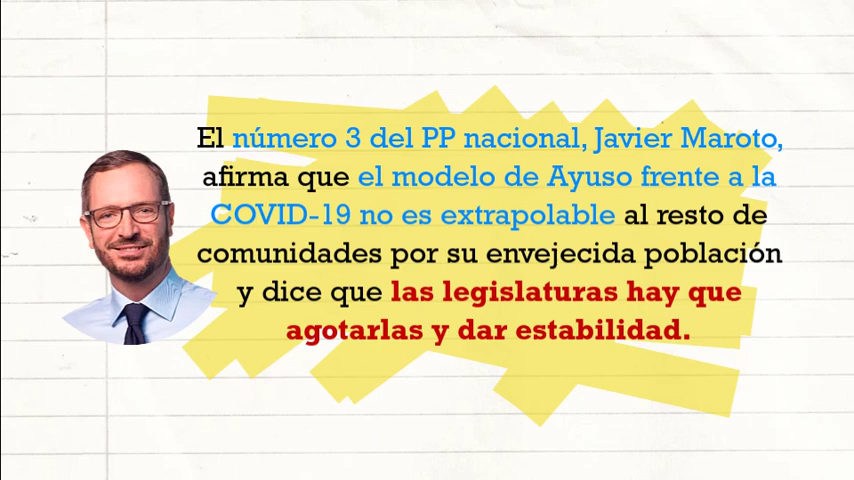 El número 3 del PP nacional, Javier Maroto,
afirma que el modelo de Ayuso frente a la
COVID-19 no es extrapolable al resto de
comunidades por su envejecida población
y dice que las legislaturas hay que
agotarlas y dar estabilidad.